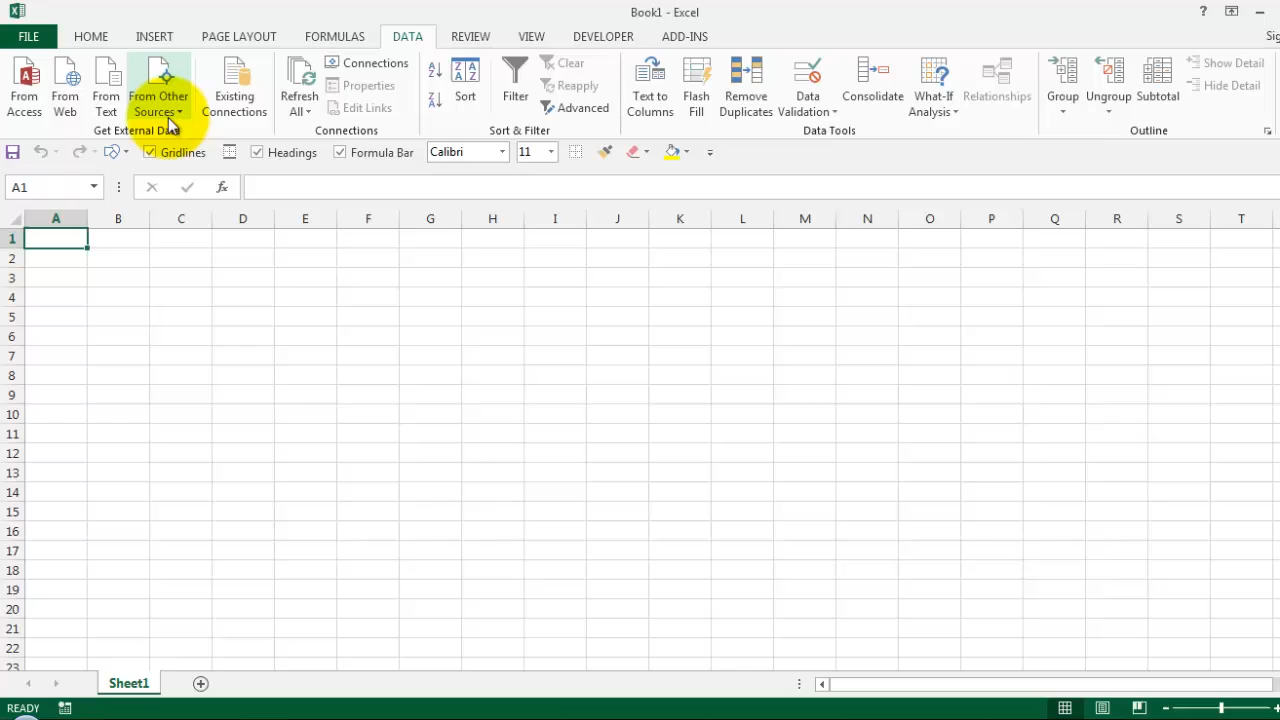 Book1 - Excel
?
FILE HOME INSERT PAGE LAYOUT FORMULAS DATA REVIEW VIEW DEVELOPER ADD-INS
From Access
From Web
From Text
From Other Sources
Existing Connections
Get External Data
Refresh All
Connections
Properties
Edit Links
Connections
Sort
Filter
Clear
Reapply
Advanced
Sort & Filter
Text to Columns
Flash Fill
Remove Duplicates
Data Validation
Consolidate
What-If Analysis
Relationships
Data Tools
Group
Ungroup
Subtotal
Show Detail
Hide Detail
Outline
Gridlines Headings Formula Bar Calibri 11
A1 fx
A B C D E F G H I J K L M N O P Q R S T
1
2
3
4
5
6
7
8
9
10
11
12
13
14
15
16
17
18
19
20
21
22
23
Sheet1
READY